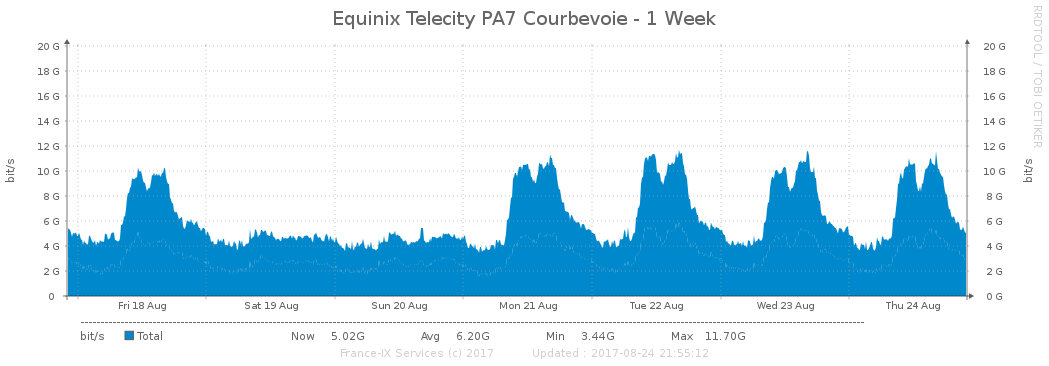 Equinix Telecity PA7 Courbevoie - 1 Week
RRDTOOL / TOBI OETIKER
bit/s
bit/s
20 G 20 G
18 G 18 G
16 G 16 G
14 G 14 G
12 G 12 G
10 G 10 G
8 G 8 G
6 G 6 G
4 G 4 G
2 G 2 G
0 0 G
Fri 18 Aug Sat 19 Aug Sun 20 Aug Mon 21 Aug Tue 22 Aug Wed 23 Aug Thu 24 Aug
bit/s Total Now 5.02G Avg 6.20G Min 3.44G Max 11.70G
France-IX Services (c) 2017 Updated : 2017-08-24 21:55:12